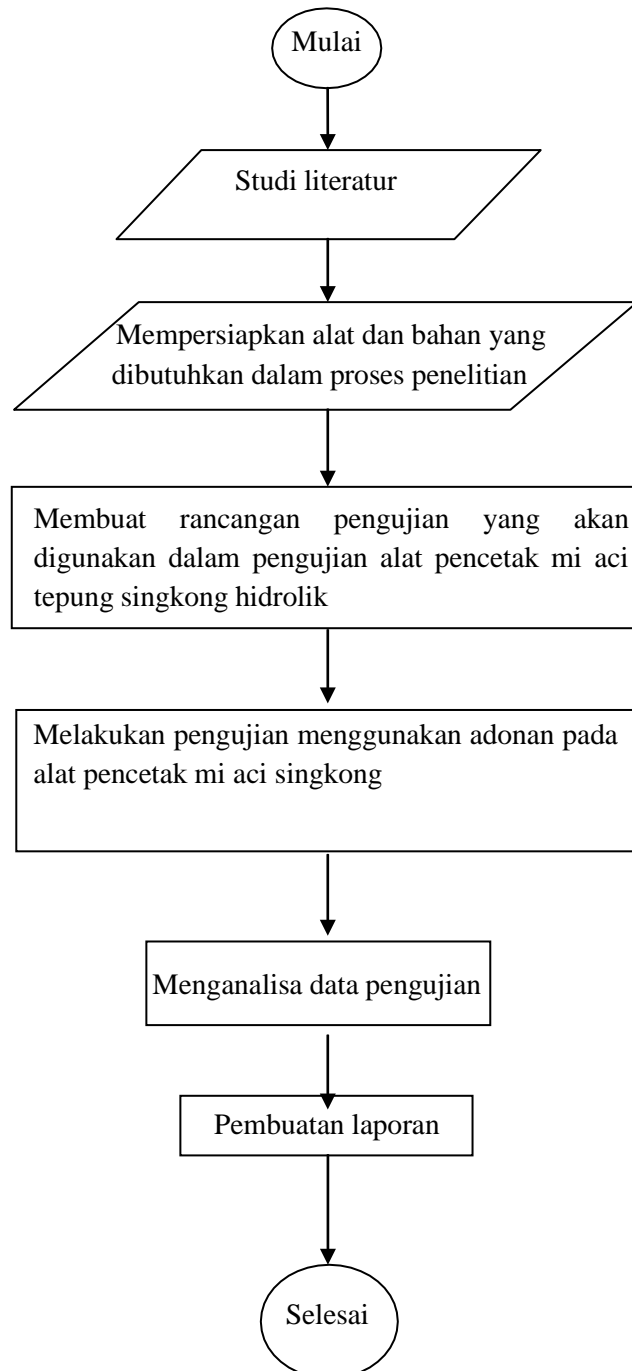 Mulai
Studi literatur
Mempersiapkan alat dan bahan yang
dibutuhkan dalam proses penelitian
Membuat rancangan pengujian yang akan
digunakan dalam pengujian alat pencetak mi aci
tepung singkong hidrolik
Melakukan pengujian menggunakan adonan pada
alat pencetak mi aci singkong
Menganalisa data pengujian
Pembuatan laporan
Selesai